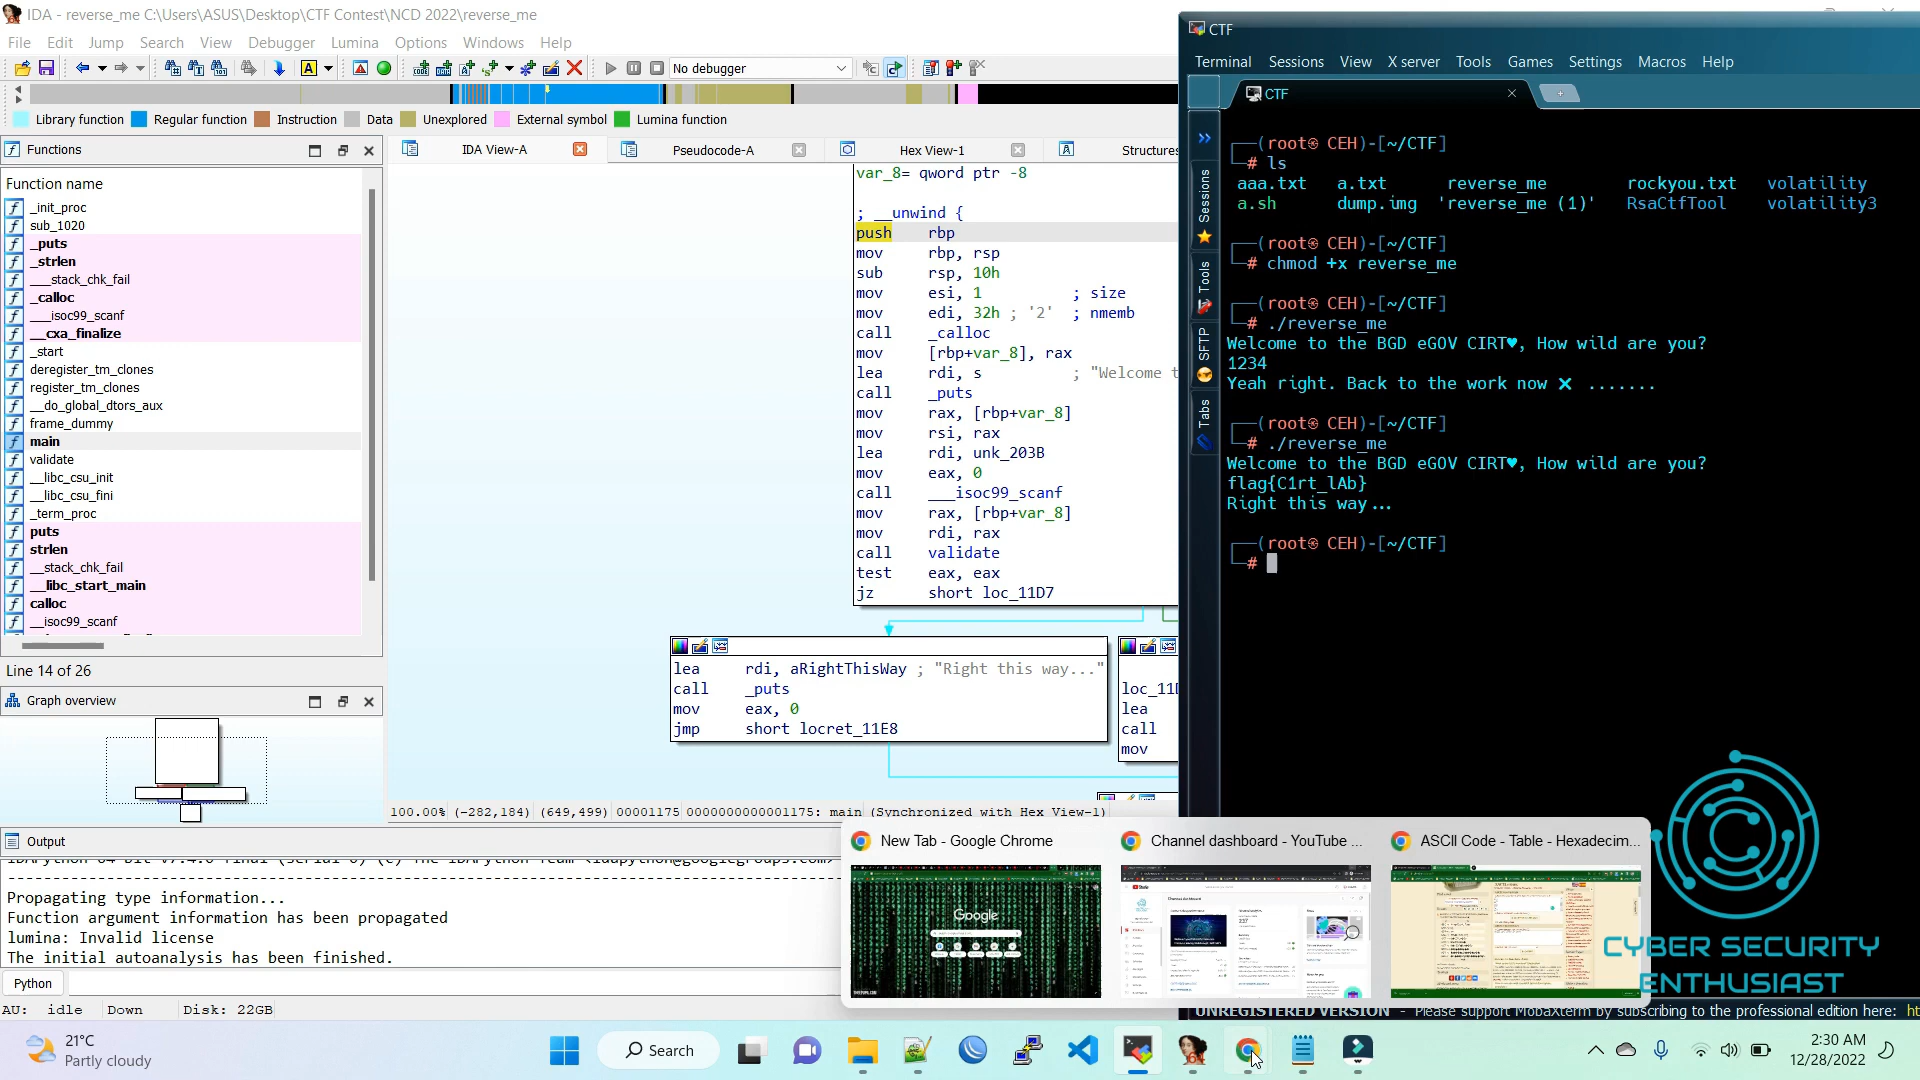 IDA - reverse_me C:\Users\ASUS\Desktop\CTF Contest\NCD 2022\reverse_me
File Edit Jump Search View Debugger Lumina Options Windows Help
No debugger
Library function Regular function Instruction Data Unexplored External symbol Lumina function
Functions
Function name
_init_proc
sub_1020
_puts
_strlen
___stack_chk_fail
_calloc
___isoc99_scanf
__cxa_finalize
_start
deregister_tm_clones
register_tm_clones
__do_global_dtors_aux
frame_dummy
main
validate
__libc_csu_init
__libc_csu_fini
_term_proc
puts
strlen
__stack_chk_fail
__libc_start_main
calloc
__isoc99_scanf
Line 14 of 26
Graph overview
IDA View-A Pseudocode-A Hex View-1 Structures
var_8= qword ptr -8
; __unwind {
push rbp
mov rbp, rsp
sub rsp, 10h
mov esi, 1 ; size
mov edi, 32h ; '2' ; nmemb
call _calloc
mov [rbp+var_8], rax
lea rdi, s ; "Welcome t
call _puts
mov rax, [rbp+var_8]
mov rsi, rax
lea rdi, unk_203B
mov eax, 0
call ___isoc99_scanf
mov rax, [rbp+var_8]
mov rdi, rax
call validate
test eax, eax
jz short loc_11D7
lea rdi, aRightThisWay ; "Right this way..."
call _puts
mov eax, 0
jmp short locret_11E8
loc_11D
lea
call
mov
100.00% (-282,184) (649,499) 00001175 0000000000001175: main (Synchronized with Hex View-1)
Output
Propagating type information...
Function argument information has been propagated
lumina: Invalid license
The initial autoanalysis has been finished.
Python
AU: idle Down Disk: 22GB
CTF
Terminal Sessions View X server Tools Games Settings Macros Help
CTF
Sessions
Tools
SFTP
Tabs
┌──(root㉿ CEH)-[~/CTF]
└─# ls
aaa.txt a.txt reverse_me rockyou.txt volatility
a.sh dump.img 'reverse_me (1)' RsaCtfTool volatility3
┌──(root㉿ CEH)-[~/CTF]
└─# chmod +x reverse_me
┌──(root㉿ CEH)-[~/CTF]
└─# ./reverse_me
Welcome to the BGD eGOV CIRT♥, How wild are you?
1234
Yeah right. Back to the work now ❌ .......
┌──(root㉿ CEH)-[~/CTF]
└─# ./reverse_me
Welcome to the BGD eGOV CIRT♥, How wild are you?
flag{C1rt_lAb}
Right this way...
┌──(root㉿ CEH)-[~/CTF]
└─#
New Tab - Google Chrome
Channel dashboard - YouTube ...
ASCII Code - Table - Hexadecim...
Google
CYBER SECURITY
ENTHUSIAST
UNREGISTERED VERSION - Please support MobaXterm by subscribing to the professional edition here: ht
21°C
Partly cloudy
Search
2:30 AM
12/28/2022